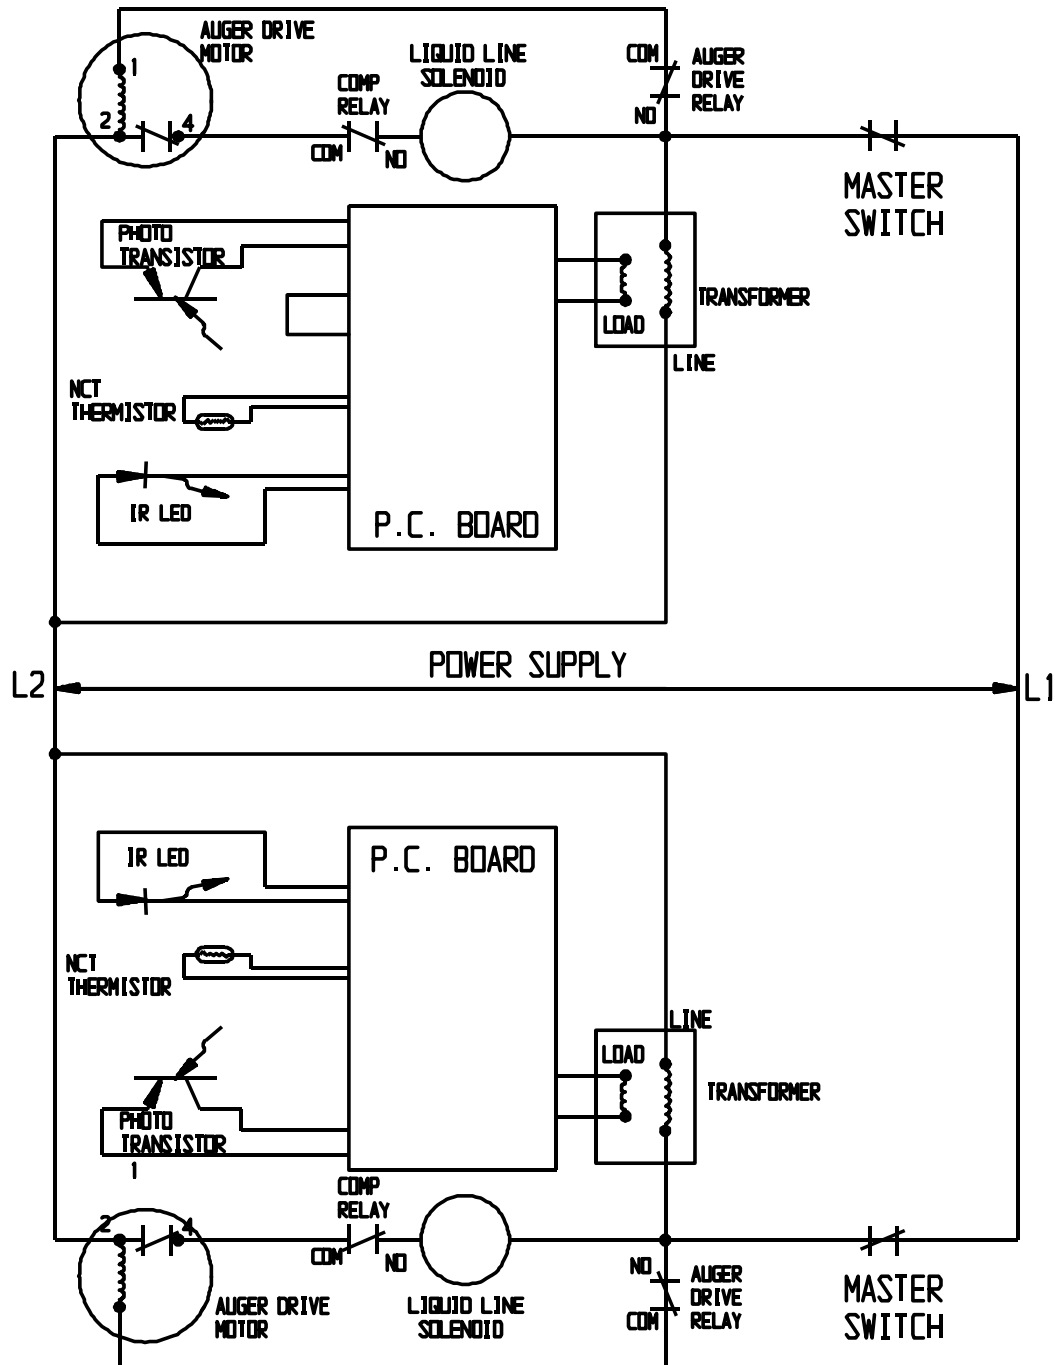 AUGER DRIVE
MOTOR
1
2
4
COMP
RELAY
COM
NO
LIQUID LINE
SOLENOID
COM
NO
AUGER
DRIVE
RELAY
MASTER
SWITCH
PHOTO
TRANSISTOR
LOAD
TRANSFORMER
LINE
NCT
THERMISTOR
IR LED
P.C. BOARD
POWER SUPPLY
L2
L1
IR LED
P.C. BOARD
NCT
THERMISTOR
LINE
LOAD
TRANSFORMER
PHOTO
TRANSISTOR
1
2
4
COMP
RELAY
COM
NO
NO
COM
AUGER
DRIVE
RELAY
MASTER
SWITCH
AUGER DRIVE
MOTOR
LIQUID LINE
SOLENOID